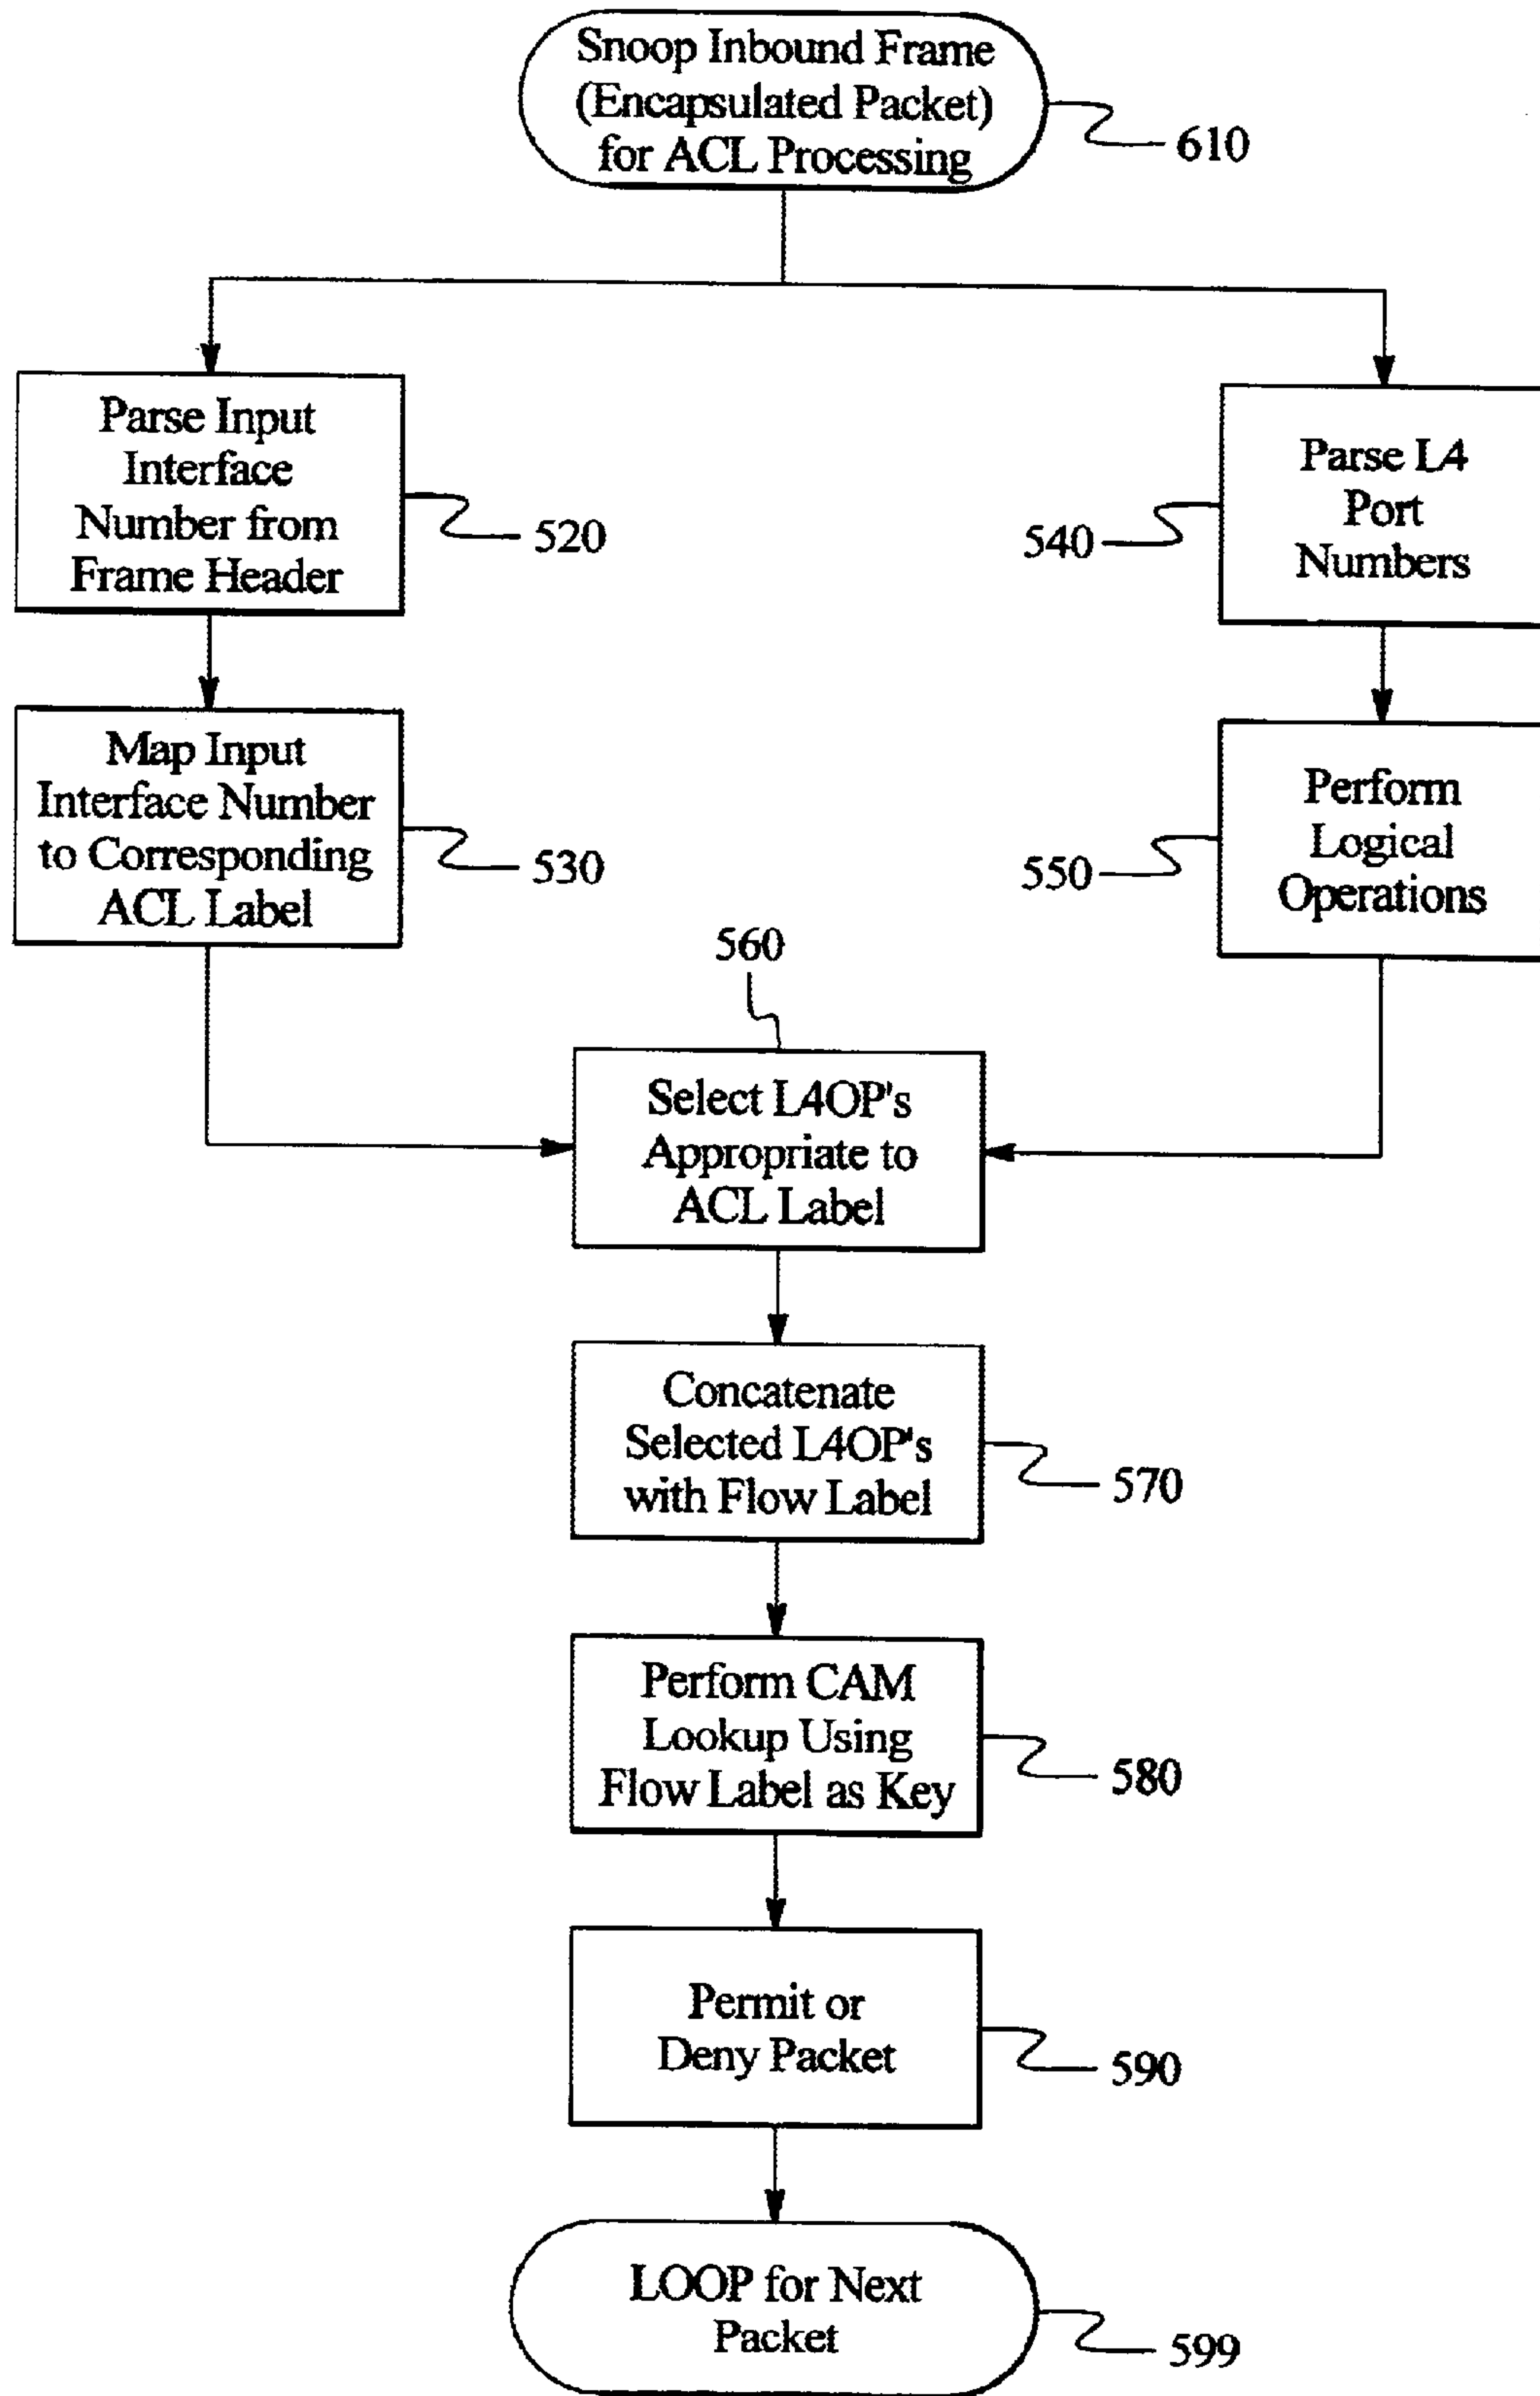 Snoop Inbound Frame
(Encapsulated Packet)
for ACL Processing
610
Parse Input
Interface
Number from
Frame Header
520
Parse L4
Port
Numbers
540
Map Input
Interface Number
to Corresponding
ACL Label
530
Perform
Logical
Operations
550
560
Select L4OP's
Appropriate to
ACL Label
Concatenate
Selected L4OP's
with Flow Label
570
Perform CAM
Lookup Using
Flow Label as Key
580
Permit or
Deny Packet
590
LOOP for Next
Packet
599